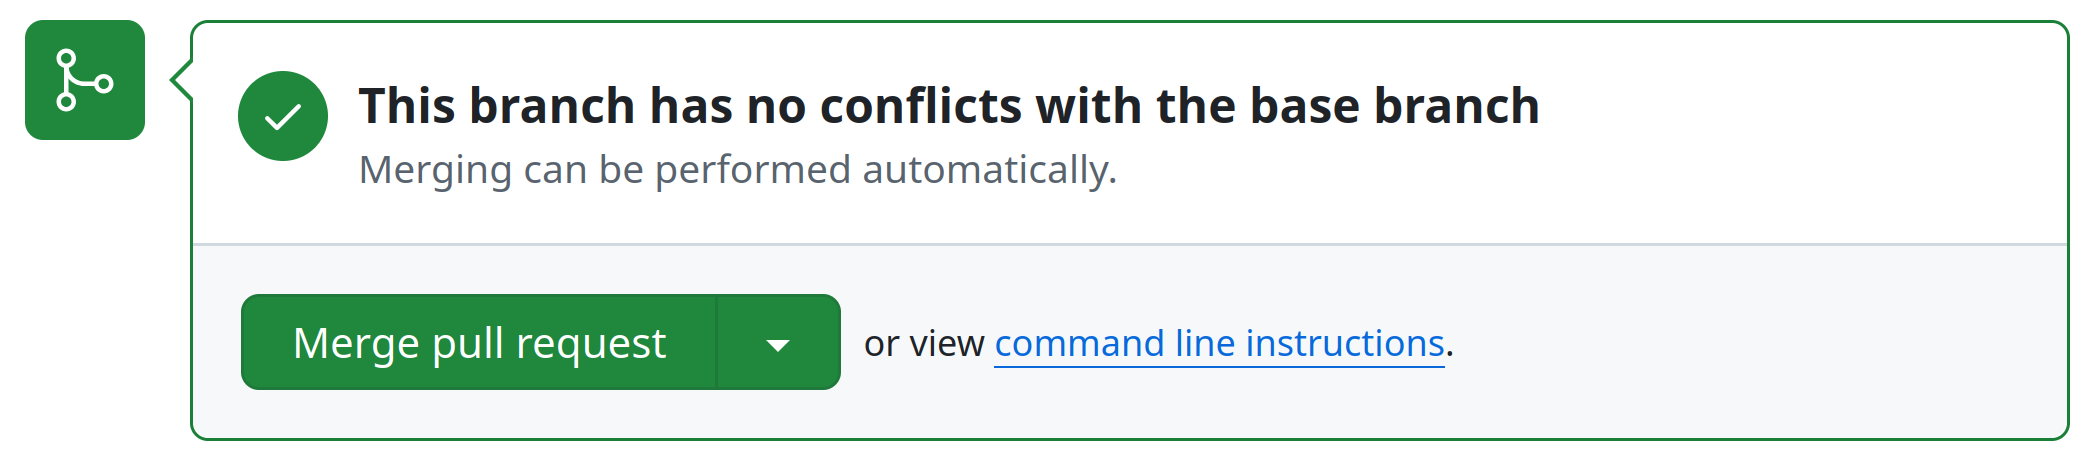 This branch has no conflicts with the base branch
Merging can be performed automatically.
Merge pull request or view command line instructions.